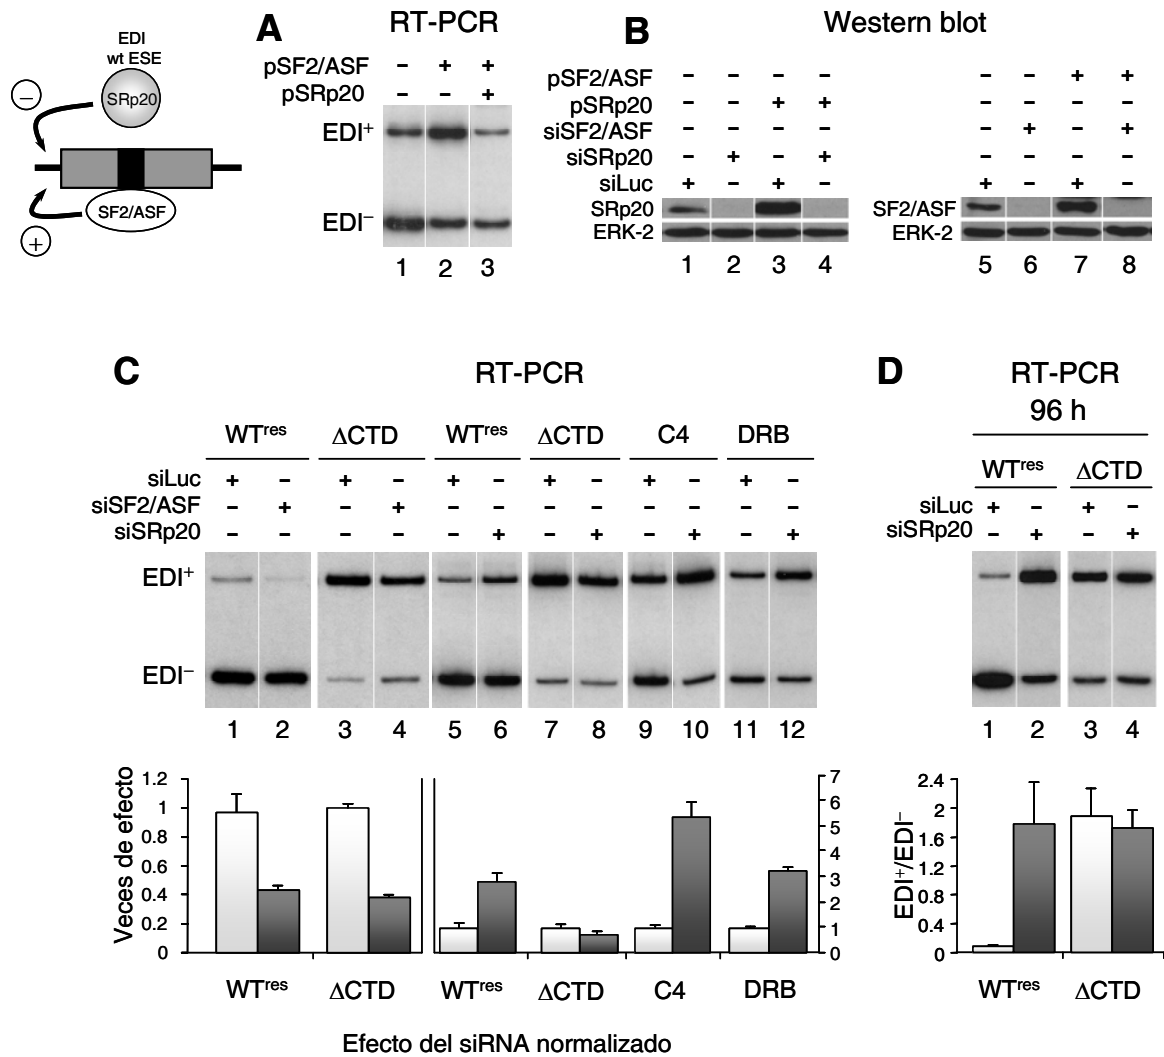 EDI
wt ESE
SRp20
−
SF2/ASF
+
A RT-PCR
pSF2/ASF − + +
pSRp20 − − +
EDI⁺
EDI⁻
1 2 3
B Western blot
pSF2/ASF − − − − − − + +
pSRp20 − − + + − − − −
siSF2/ASF − − − − − + − +
siSRp20 − + − + − − − −
siLuc + − + − + − + −
SRp20 SF2/ASF
ERK-2 ERK-2
1 2 3 4 5 6 7 8
C RT-PCR
WTres ΔCTD WTres ΔCTD C4 DRB
siLuc + − + − + − + − + − + −
siSF2/ASF − + − + − − − − − − − −
siSRp20 − − − − − + − + − + − +
EDI⁺
EDI⁻
1 2 3 4 5 6 7 8 9 10 11 12
Veces de efecto
1.2
1
0.8
0.6
0.4
0.2
0
7
6
5
4
3
2
1
0
WTres ΔCTD WTres ΔCTD C4 DRB
Efecto del siRNA normalizado
D RT-PCR
96 h
WTres ΔCTD
siLuc + − + −
siSRp20 − + − +
1 2 3 4
EDI⁺/EDI⁻
2.4
2
1.6
1.2
0.8
0.4
0
WTres ΔCTD